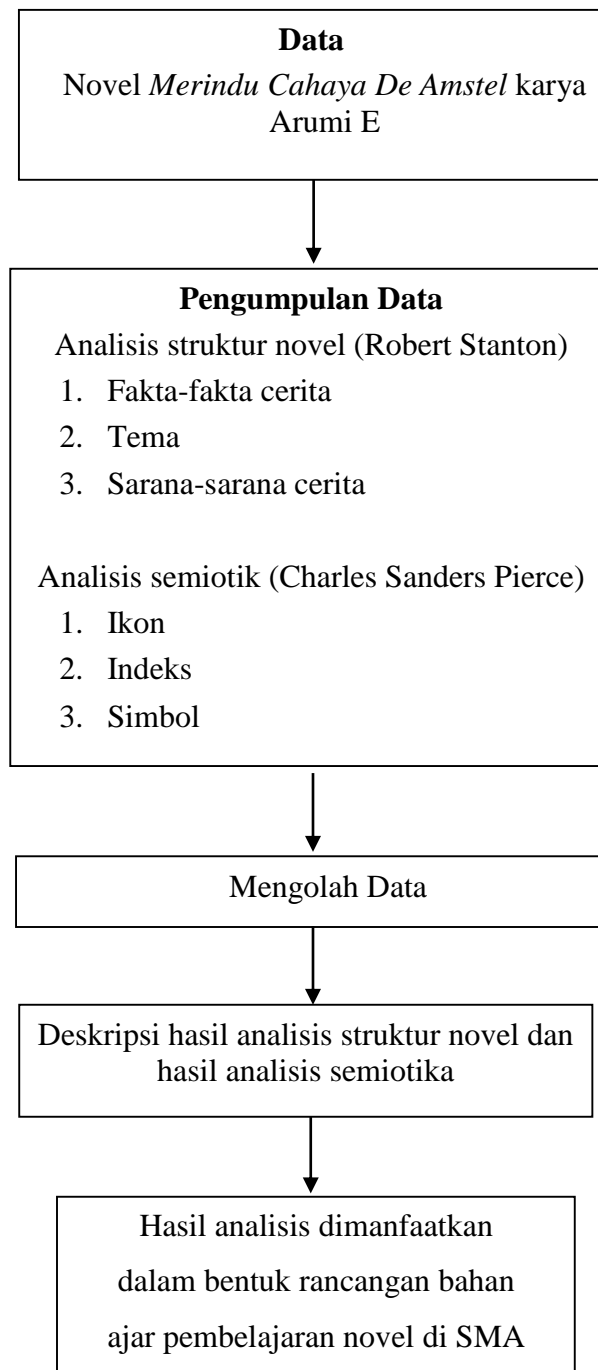 Data
Novel Merindu Cahaya De Amstel karya
Arumi E
Pengumpulan Data
Analisis struktur novel (Robert Stanton)
1. Fakta-fakta cerita
2. Tema
3. Sarana-sarana cerita
Analisis semiotik (Charles Sanders Pierce)
1. Ikon
2. Indeks
3. Simbol
Mengolah Data
Deskripsi hasil analisis struktur novel dan
hasil analisis semiotika
Hasil analisis dimanfaatkan
dalam bentuk rancangan bahan
ajar pembelajaran novel di SMA